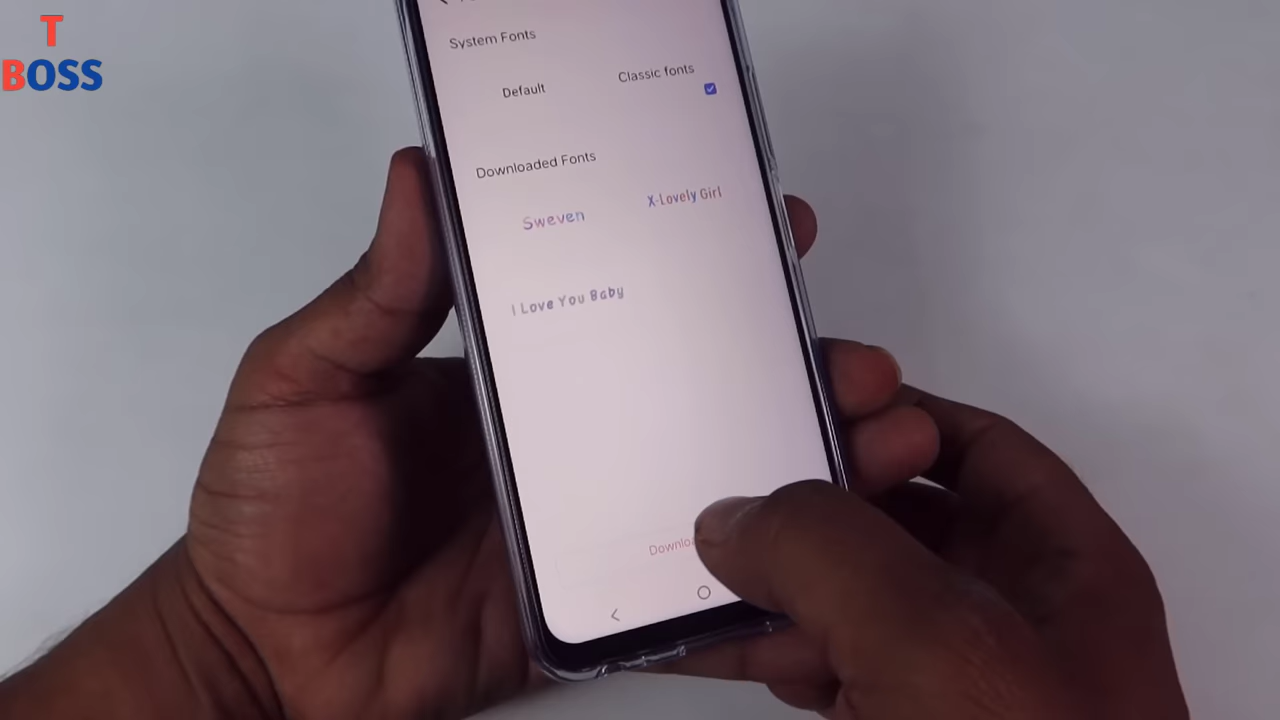 T
BOSS
System Fonts
Default
Classic fonts
Downloaded Fonts
Sweven
X-Lovely Girl
I Love You Baby